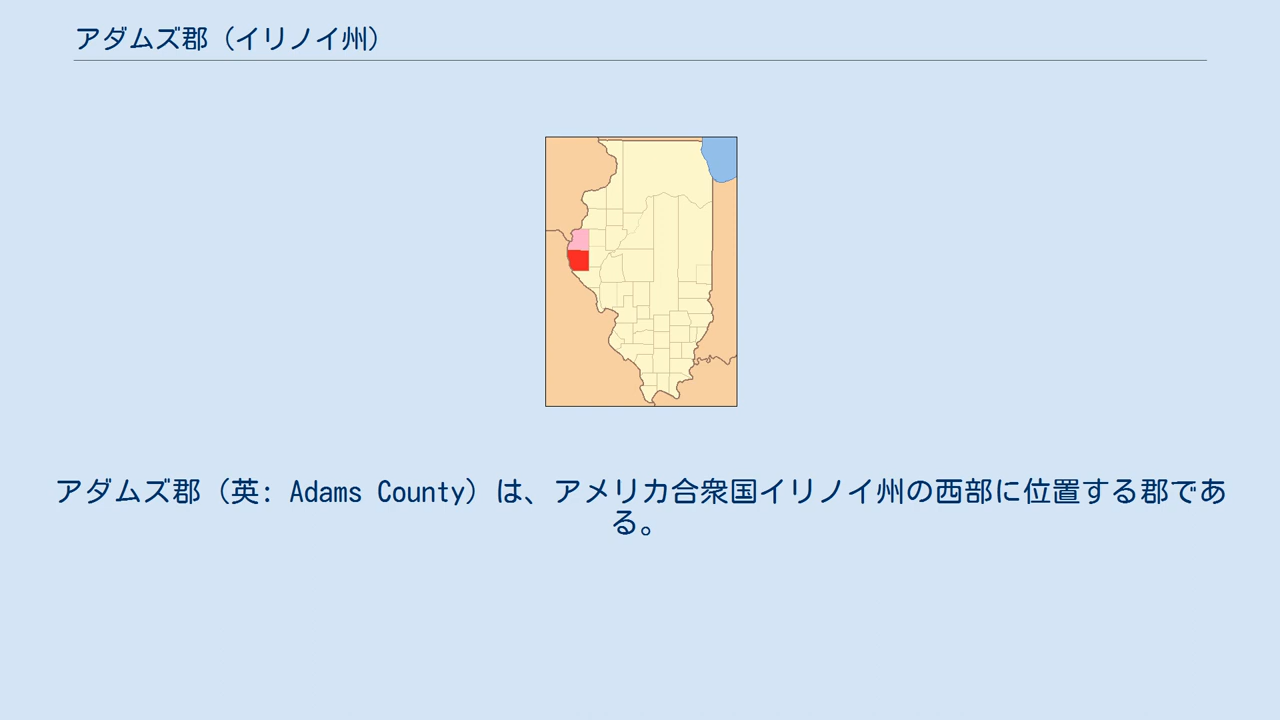 アダムズ郡（イリノイ州）
アダムズ郡（英: Adams County）は、アメリカ合衆国イリノイ州の西部に位置する郡であ
る。